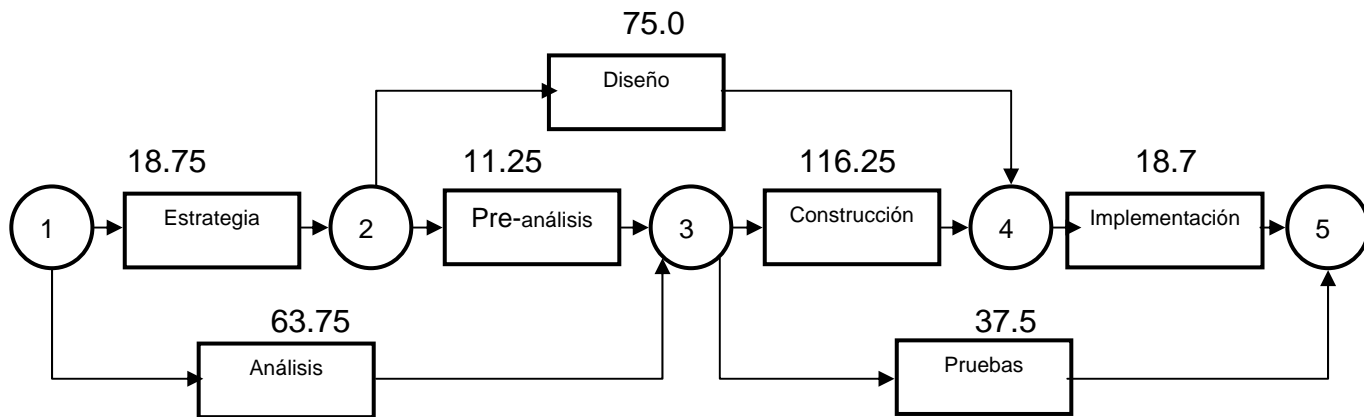 75.0
Diseño
18.75
11.25
116.25
18.7
1
Estrategia
2
Pre-análisis
3
Construcción
4
Implementación
5
63.75
Análisis
37.5
Pruebas